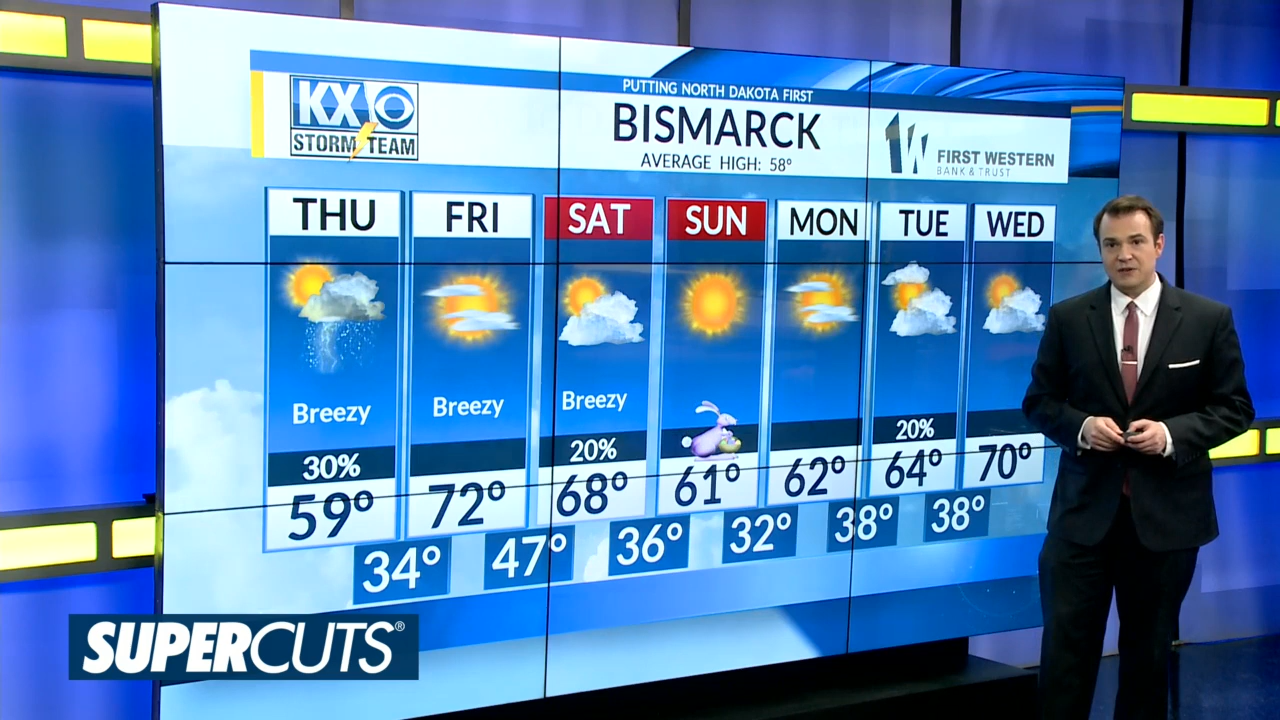 PUTTING NORTH DAKOTA FIRST
KX
STORM TEAM
BISMARCK
AVERAGE HIGH: 58°
FIRST WESTERN
BANK & TRUST
THU FRI SAT SUN MON TUE WED
Breezy Breezy Breezy
30% 20% 20%
59° 72° 68° 61° 62° 64° 70°
34° 47° 36° 32° 38° 38°
SUPERCUTS®